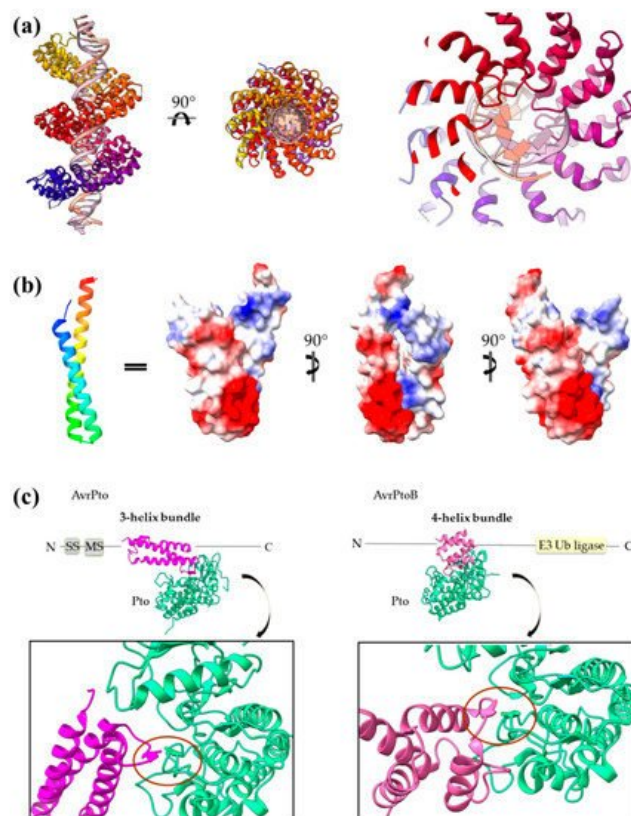 (a)
90°
(b)
=
90°
90°
(c)
AvrPto
AvrPtoB
3-helix bundle
4-helix bundle
N SS MS C
N E3 Ub ligase C
Pto
Pto